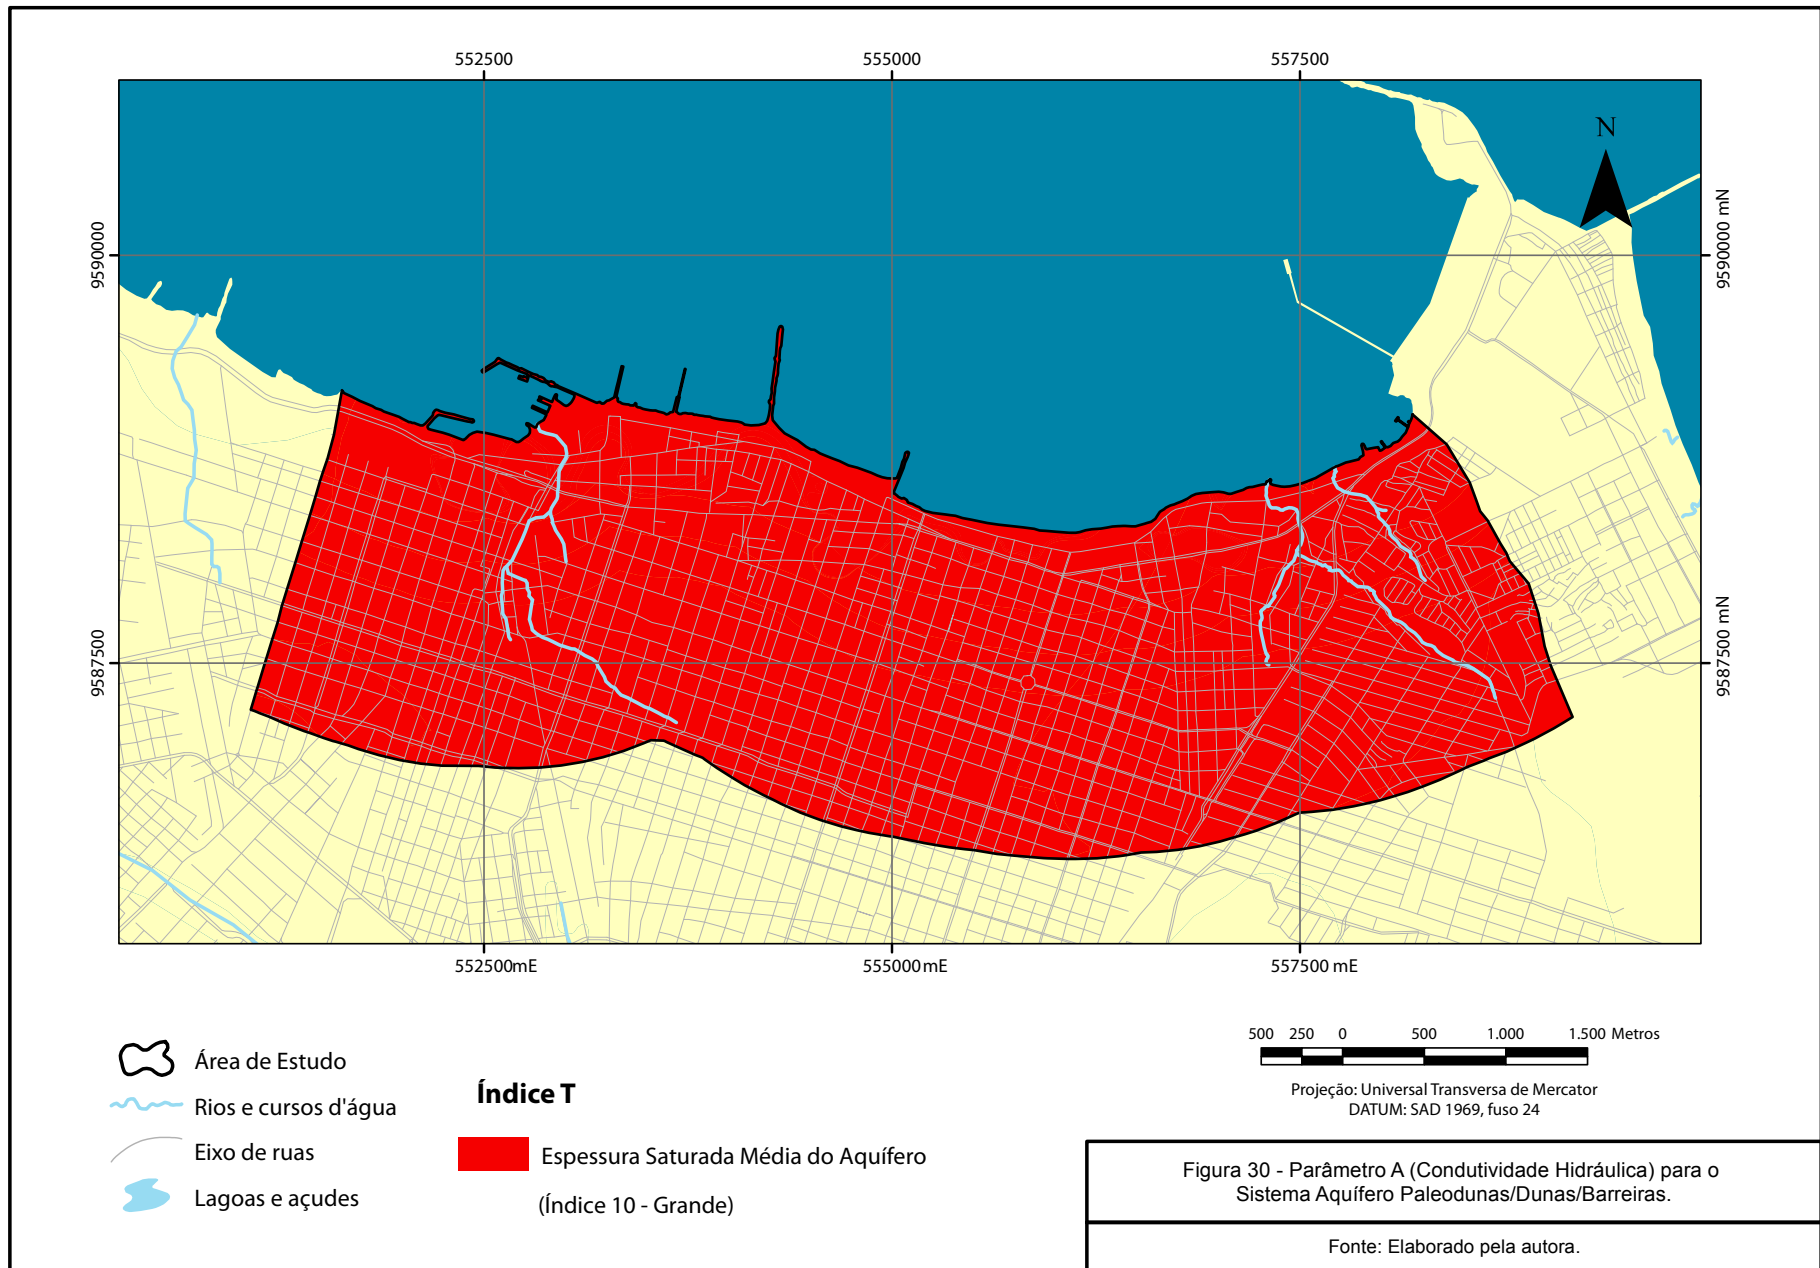 552500
555000
557500
N
9590000
9590000 mN
9587500
9587500 mN
552500mE
555000mE
557500 mE
500 250 0 500 1.000 1.500 Metros
Projeção: Universal Transversa de Mercator
DATUM: SAD 1969, fuso 24
Área de Estudo
Rios e cursos d'água
Eixo de ruas
Lagoas e açudes
Índice T
Espessura Saturada Média do Aquífero
(Índice 10 - Grande)
Figura 30 - Parâmetro A (Condutividade Hidráulica) para o
Sistema Aquífero Paleodunas/Dunas/Barreiras.
Fonte: Elaborado pela autora.